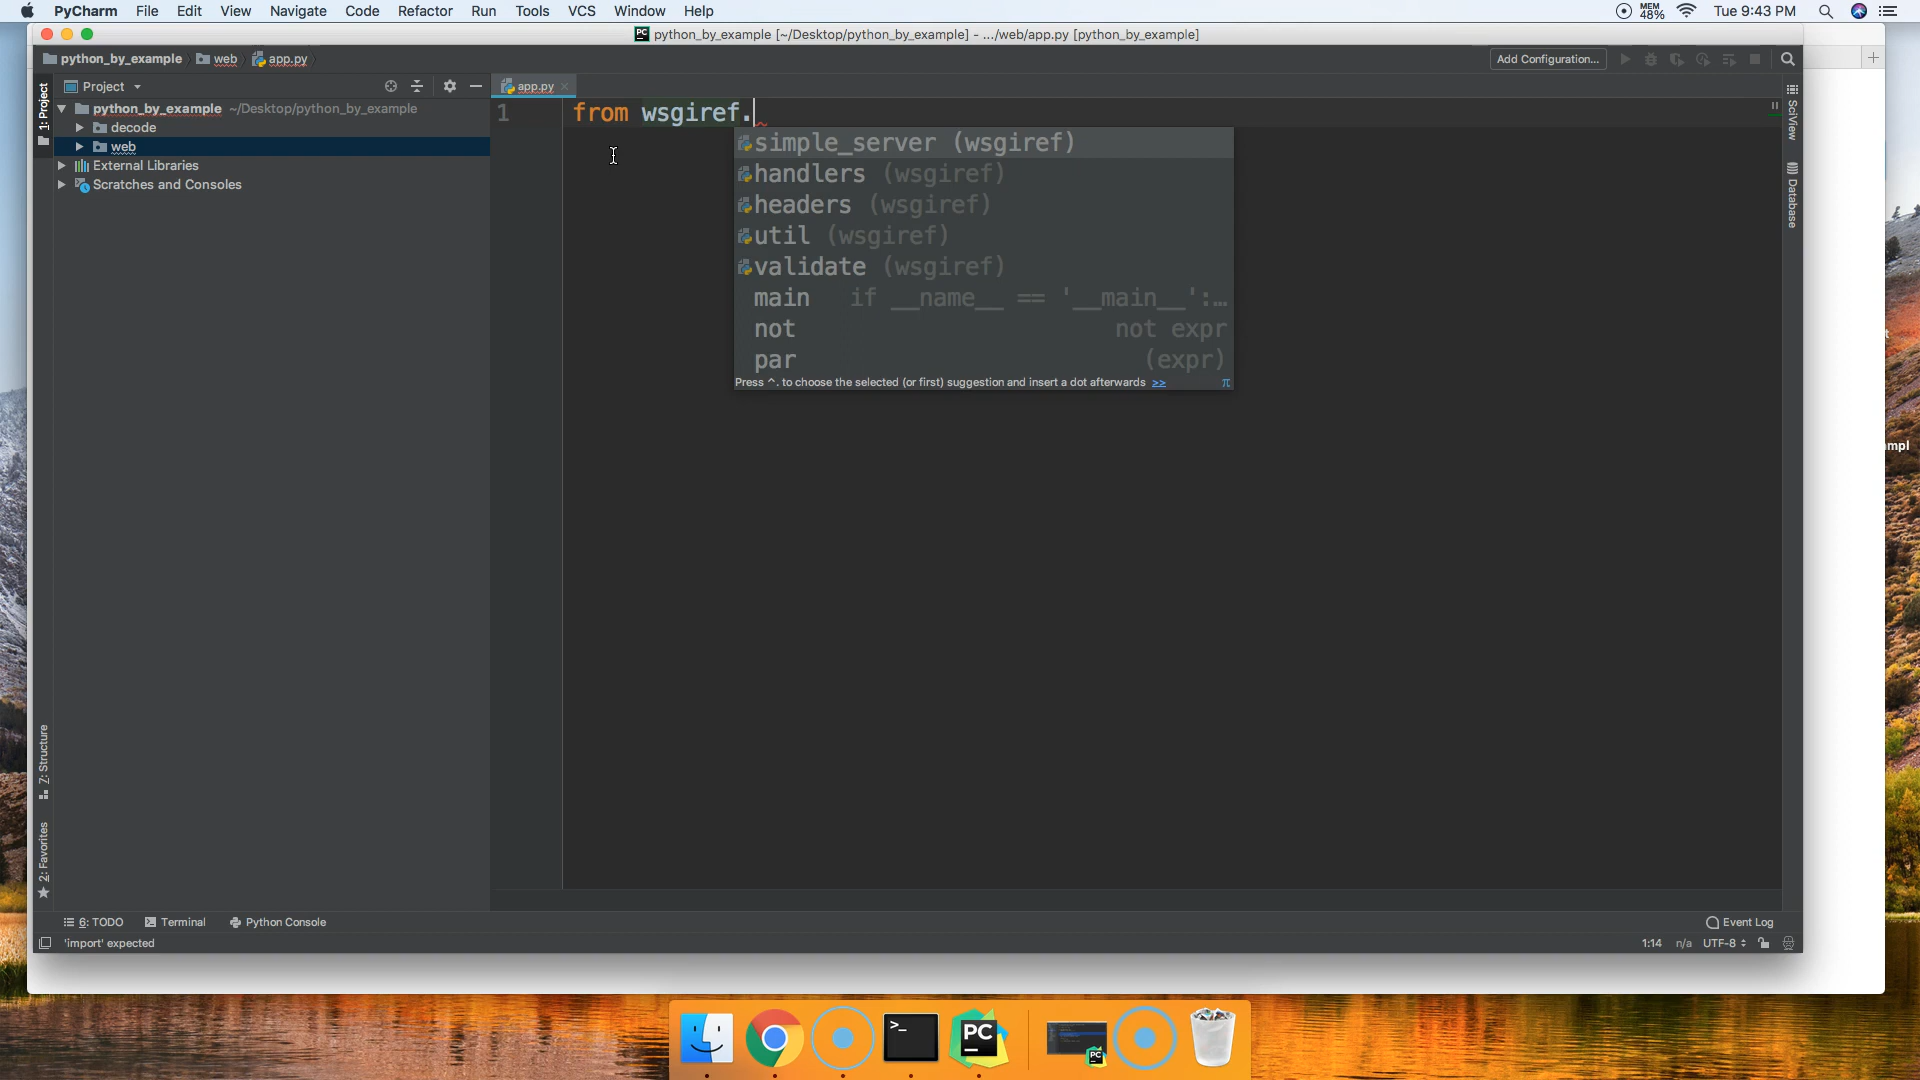 PyCharm File Edit View Navigate Code Refactor Run Tools VCS Window Help MEM 48% Tue 9:43 PM
PC python_by_example [~/Desktop/python_by_example] - .../web/app.py [python_by_example]
python_by_example web app.py Add Configuration...
1: Project
Project
app.py
python_by_example ~/Desktop/python_by_example
decode
web
External Libraries
Scratches and Consoles
1 from wsgiref.
simple_server (wsgiref)
handlers (wsgiref)
headers (wsgiref)
util (wsgiref)
validate (wsgiref)
main if __name__ == '__main__':...
not not expr
par (expr)
Press ^. to choose the selected (or first) suggestion and insert a dot afterwards >> π
SciView
Database
mpl
7: Structure
2: Favorites
6: TODO Terminal Python Console Event Log
'import' expected 1:14 n/a UTF-8
>_
PC
PC